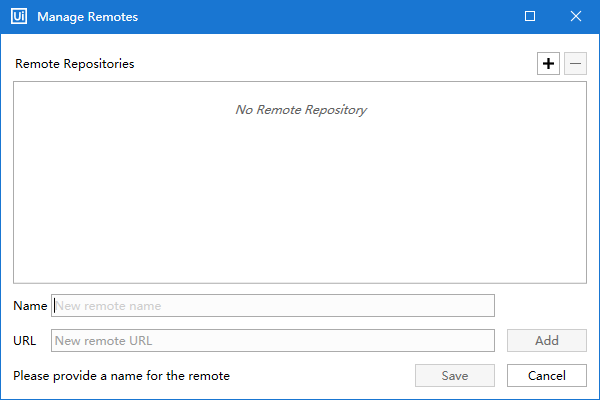 Ui Manage Remotes
Remote Repositories
No Remote Repository
Name New remote name
URL New remote URL Add
Please provide a name for the remote Save Cancel